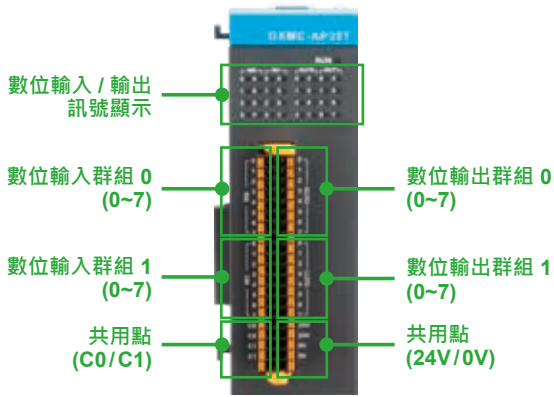 RUN
數位輸入 / 輸出
訊號顯示
數位輸入群組 0
(0~7)
數位輸出群組 0
(0~7)
數位輸入群組 1
(0~7)
數位輸出群組 1
(0~7)
共用點
(C0/C1)
共用點
(24V/0V)